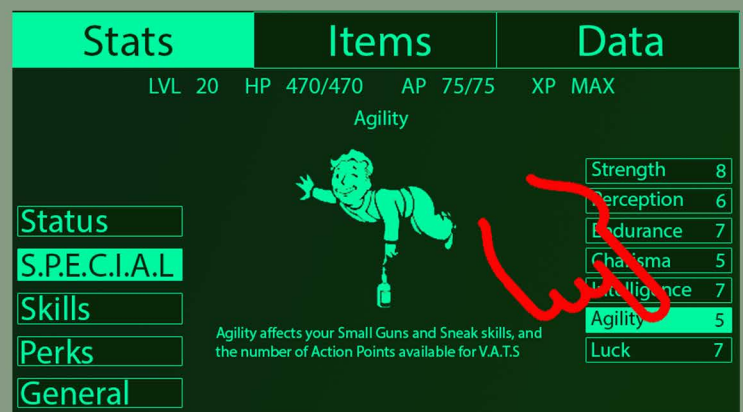 Stats Items Data
LVL 20 HP 470/470 AP 75/75 XP MAX
Agility
Status
S.P.E.C.I.A.L
Skills
Perks
General
Agility affects your Small Guns and Sneak skills, and
the number of Action Points available for V.A.T.S
Strength 8
Perception 6
Endurance 7
Charisma 5
Intelligence 7
Agility 5
Luck 7